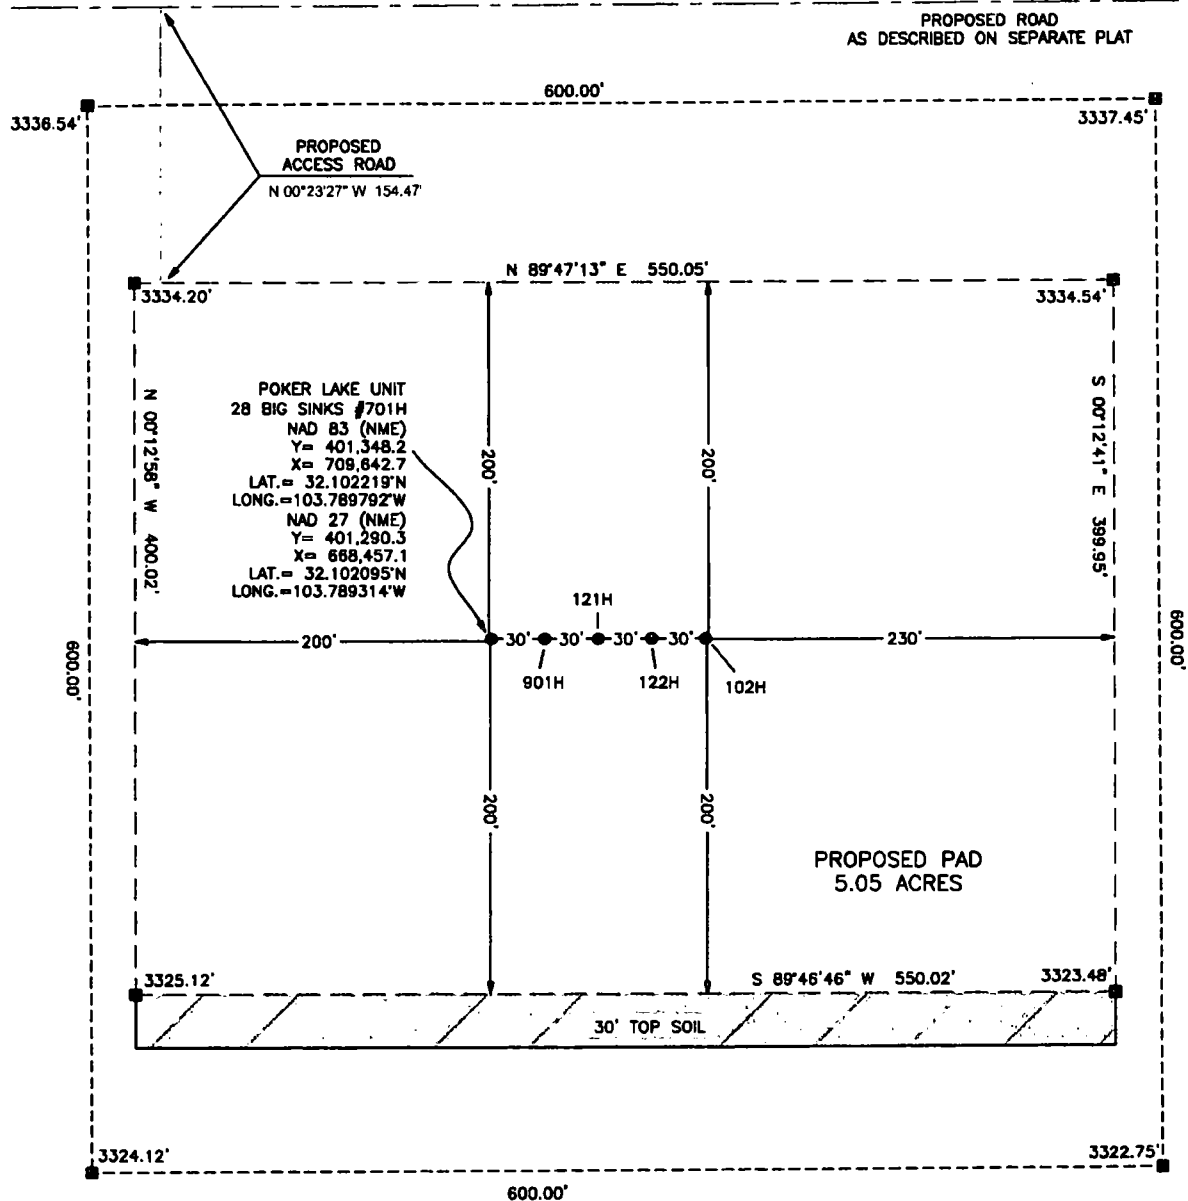 PROPOSED ROAD
AS DESCRIBED ON SEPARATE PLAT
600.00'
3336.54'
3337.45'
PROPOSED
ACCESS ROAD
N 00°23'27" W 154.47'
N 89°47'13" E 550.05'
3334.20'
3334.54'
N 00°12'58" W 400.02'
S 00°12'41" E 399.95'
POKER LAKE UNIT
28 BIG SINKS #701H
NAD 83 (NME)
Y= 401,348.2
X= 709,642.7
LAT.= 32.102219°N
LONG.=103.789792°W
NAD 27 (NME)
Y= 401,290.3
X= 668,457.1
LAT.= 32.102095°N
LONG.=103.789314°W
200'
200'
121H
200'
30'
30'
30'
30'
230'
901H
122H
102H
600.00'
600.00'
200'
200'
PROPOSED PAD
5.05 ACRES
3325.12'
S 89°46'46" W 550.02'
3323.48'
30' TOP SOIL
3324.12'
3322.75'
600.00'